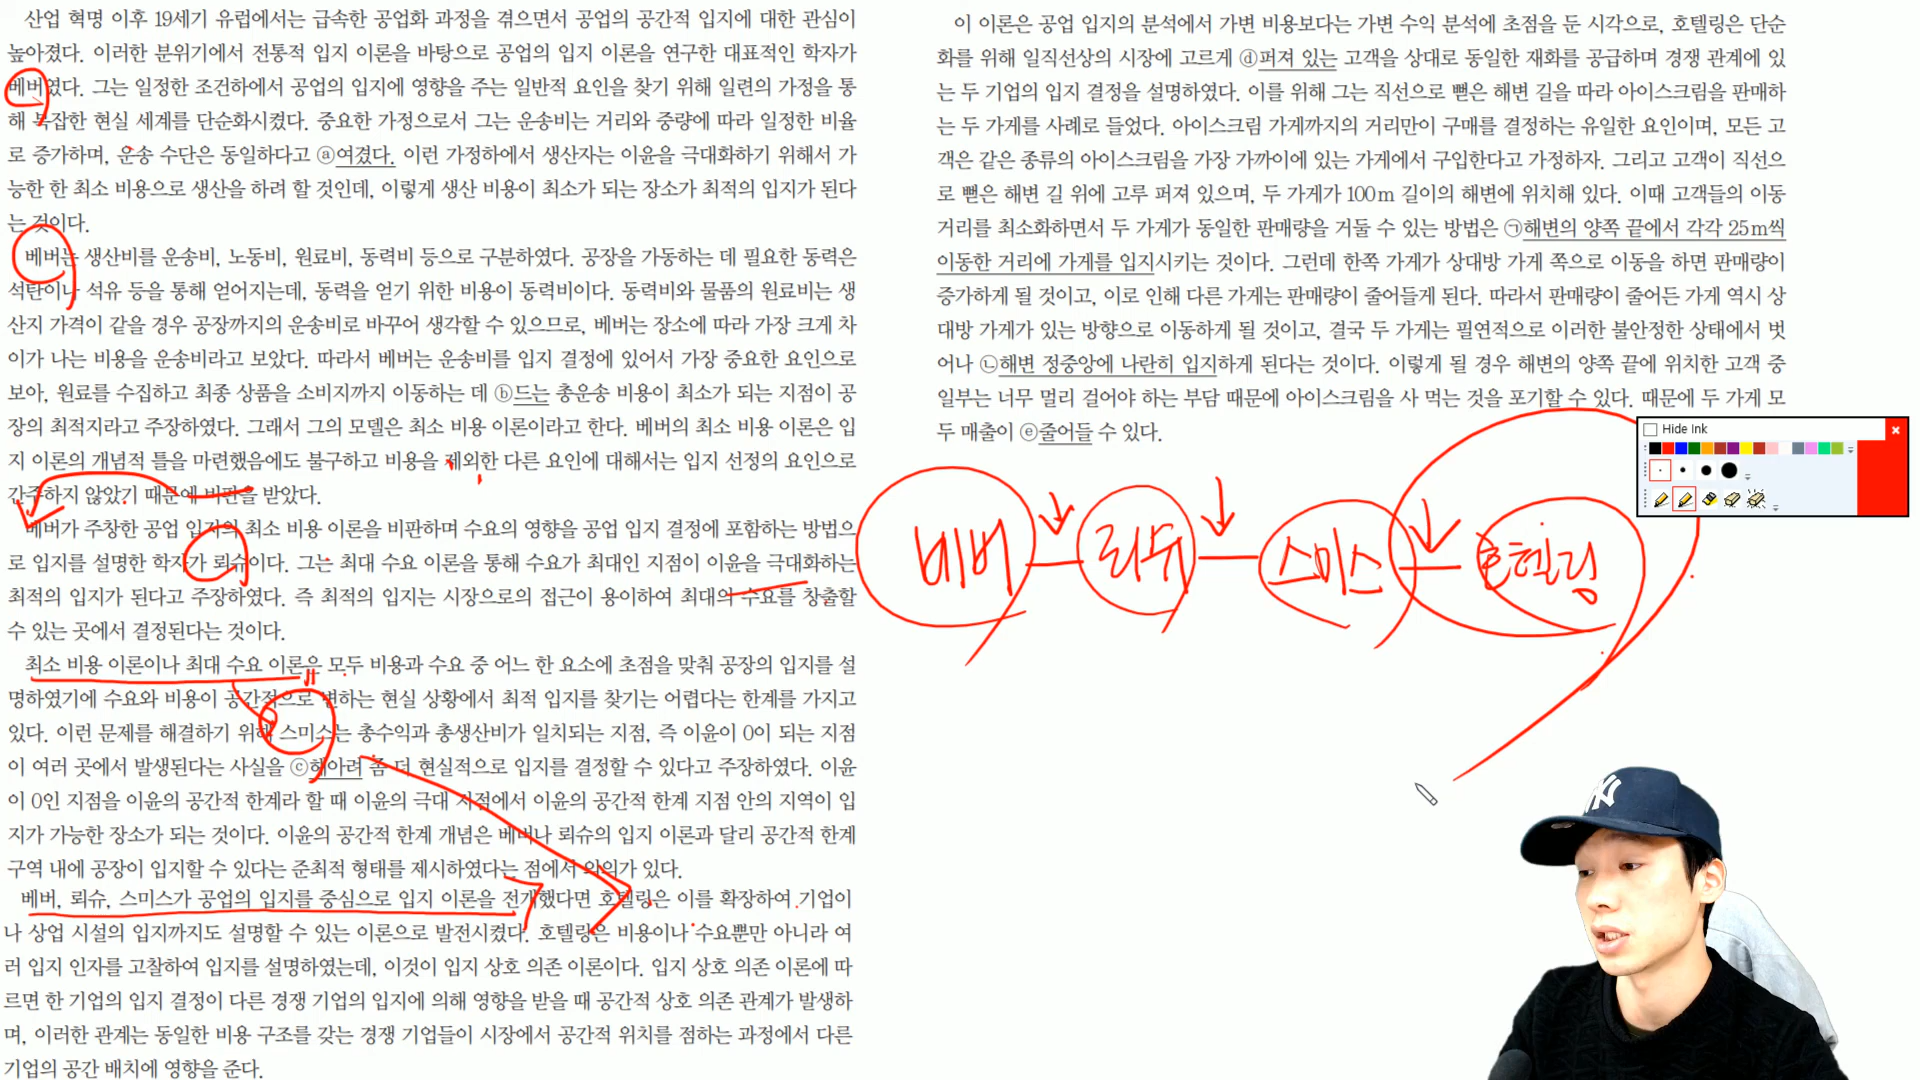 산업 혁명 이후 19세기 유럽에서는 급속한 공업화 과정을 겪으면서 공업의 공간적 입지에 대한 관심이
높아졌다. 이러한 분위기에서 전통적 입지 이론을 바탕으로 공업의 입지 이론을 연구한 대표적인 학자가
베버였다. 그는 일정한 조건하에서 공업의 입지에 영향을 주는 일반적 요인을 찾기 위해 일련의 가정을 통
해 복잡한 현실 세계를 단순화시켰다. 중요한 가정으로서 그는 운송비는 거리와 중량에 따라 일정한 비율
로 증가하며, 운송 수단은 동일하다고 ⓐ여겼다. 이런 가정하에서 생산자는 이윤을 극대화하기 위해서 가
능한 한 최소 비용으로 생산을 하려 할 것인데, 이렇게 생산 비용이 최소가 되는 장소가 최적의 입지가 된다
는 것이다.
베버는 생산비를 운송비, 노동비, 원료비, 동력비 등으로 구분하였다. 공장을 가동하는 데 필요한 동력은
석탄이나 석유 등을 통해 얻어지는데, 동력을 얻기 위한 비용이 동력비이다. 동력비와 물품의 원료비는 생
산지 가격이 같을 경우 공장까지의 운송비로 바꾸어 생각할 수 있으므로, 베버는 장소에 따라 가장 크게 차
이가 나는 비용을 운송비라고 보았다. 따라서 베버는 운송비를 입지 결정에 있어서 가장 중요한 요인으로
보아, 원료를 수집하고 최종 상품을 소비지까지 이동하는 데 ⓑ드는 총운송 비용이 최소가 되는 지점이 공
장의 최적지라고 주장하였다. 그래서 그의 모델은 최소 비용 이론이라고 한다. 베버의 최소 비용 이론은 입
지 이론의 개념적 틀을 마련했음에도 불구하고 비용을 제외한 다른 요인에 대해서는 입지 선정의 요인으로
간주하지 않았기 때문에 비판을 받았다.
베버가 주창한 공업 입지의 최소 비용 이론을 비판하며 수요의 영향을 공업 입지 결정에 포함하는 방법으
로 입지를 설명한 학자가 뢰슈이다. 그는 최대 수요 이론을 통해 수요가 최대인 지점이 이윤을 극대화하는
최적의 입지가 된다고 주장하였다. 즉 최적의 입지는 시장으로의 접근이 용이하여 최대의 수요를 창출할
수 있는 곳에서 결정된다는 것이다.
최소 비용 이론이나 최대 수요 이론은 모두 비용과 수요 중 어느 한 요소에 초점을 맞춰 공장의 입지를 설
명하였기에 수요와 비용이 공간적으로 변하는 현실 상황에서 최적 입지를 찾기는 어렵다는 한계를 가지고
있다. 이런 문제를 해결하기 위해 스미스는 총수익과 총생산비가 일치되는 지점, 즉 이윤이 0이 되는 지점
이 여러 곳에서 발생된다는 사실을 ⓒ헤아려 좀 더 현실적으로 입지를 결정할 수 있다고 주장하였다. 이윤
이 0인 지점을 이윤의 공간적 한계라 할 때 이윤의 극대 지점에서 이윤의 공간적 한계 지점 안의 지역이 입
지가 가능한 장소가 되는 것이다. 이윤의 공간적 한계 개념은 베버나 뢰슈의 입지 이론과 달리 공간적 한계
구역 내에 공장이 입지할 수 있다는 준최적 형태를 제시하였다는 점에서 의의가 있다.
베버, 뢰슈, 스미스가 공업의 입지를 중심으로 입지 이론을 전개했다면 호텔링은 이를 확장하여 기업이
나 상업 시설의 입지까지도 설명할 수 있는 이론으로 발전시켰다. 호텔링은 비용이나 수요뿐만 아니라 여
러 입지 인자를 고찰하여 입지를 설명하였는데, 이것이 입지 상호 의존 이론이다. 입지 상호 의존 이론에 따
르면 한 기업의 입지 결정이 다른 경쟁 기업의 입지에 의해 영향을 받을 때 공간적 상호 의존 관계가 발생하
며, 이러한 관계는 동일한 비용 구조를 갖는 경쟁 기업들이 시장에서 공간적 위치를 점하는 과정에서 다른
기업의 공간 배치에 영향을 준다.
이 이론은 공업 입지의 분석에서 가변 비용보다는 가변 수익 분석에 초점을 둔 시각으로, 호텔링은 단순
화를 위해 일직선상의 시장에 고르게 ⓓ퍼져 있는 고객을 상대로 동일한 재화를 공급하며 경쟁 관계에 있
는 두 기업의 입지 결정을 설명하였다. 이를 위해 그는 직선으로 뻗은 해변 길을 따라 아이스크림을 판매하
는 두 가게를 사례로 들었다. 아이스크림 가게까지의 거리만이 구매를 결정하는 유일한 요인이며, 모든 고
객은 같은 종류의 아이스크림을 가장 가까이에 있는 가게에서 구입한다고 가정하자. 그리고 고객이 직선으
로 뻗은 해변 길 위에 고루 퍼져 있으며, 두 가게가 100m 길이의 해변에 위치해 있다. 이때 고객들의 이동
거리를 최소화하면서 두 가게가 동일한 판매량을 거둘 수 있는 방법은 ㉠해변의 양쪽 끝에서 각각 25m씩
이동한 거리에 가게를 입지시키는 것이다. 그런데 한쪽 가게가 상대방 가게 쪽으로 이동을 하면 판매량이
증가하게 될 것이고, 이로 인해 다른 가게는 판매량이 줄어들게 된다. 따라서 판매량이 줄어든 가게 역시 상
대방 가게가 있는 방향으로 이동하게 될 것이고, 결국 두 가게는 필연적으로 이러한 불안정한 상태에서 벗
어나 ㉡해변 정중앙에 나란히 입지하게 된다는 것이다. 이렇게 될 경우 해변의 양쪽 끝에 위치한 고객 중
일부는 너무 멀리 걸어야 하는 부담 때문에 아이스크림을 사 먹는 것을 포기할 수 있다. 때문에 두 가게 모
두 매출이 ⓔ줄어들 수 있다.
Hide Ink
베버 뢰슈 스미스 호텔링
NY